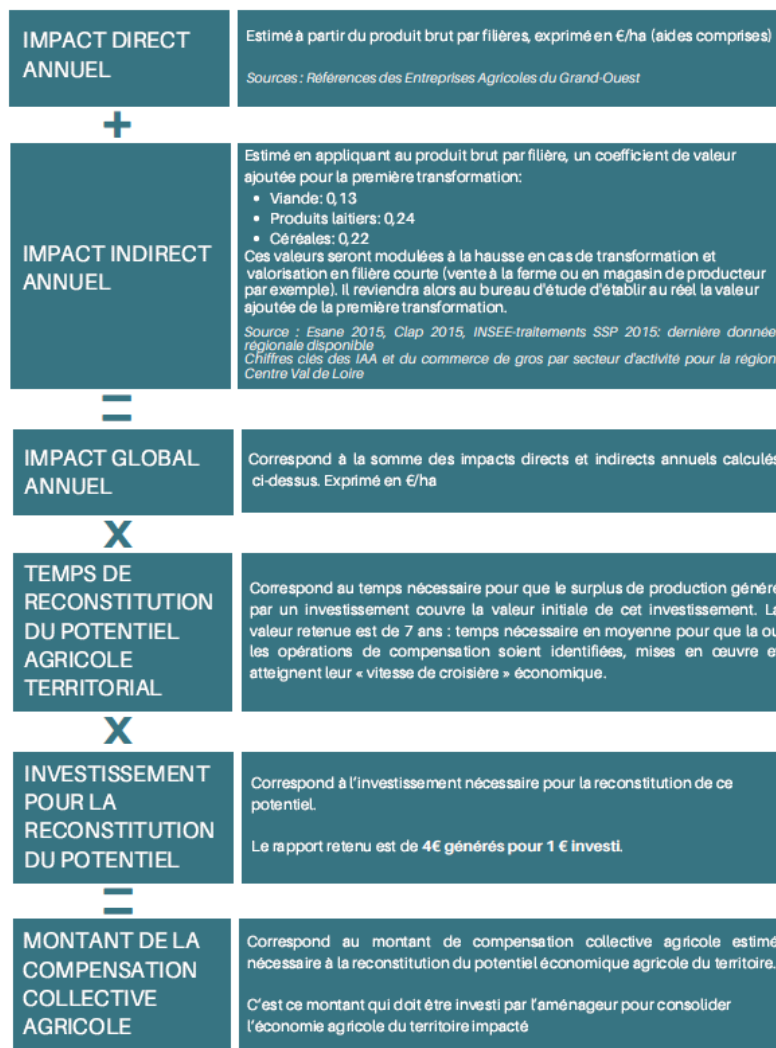 IMPACT DIRECT
ANNUEL
Estimé à partir du produit brut par filières, exprimé en €/ha (aides comprises)
Sources : Références des Entreprises Agricoles du Grand-Ouest
+
IMPACT INDIRECT
ANNUEL
Estimé en appliquant au produit brut par filière, un coefficient de valeur
ajoutée pour la première transformation:
• Viande: 0,13
• Produits laitiers: 0,24
• Céréales: 0,22
Ces valeurs seront modulées à la hausse en cas de transformation et
valorisation en filière courte (vente à la ferme ou en magasin de producteur
par exemple). Il reviendra alors au bureau d'étude d'établir au réel la valeur
ajoutée de la première transformation.
Source : Esane 2015, Clap 2015, INSEE-traitements SSP 2015: dernière donnée
régionale disponible
Chiffres clés des IAA et du commerce de gros par secteur d'activité pour la région
Centre Val de Loire
=
IMPACT GLOBAL
ANNUEL
Correspond à la somme des impacts directs et indirects annuels calculés
ci-dessus. Exprimé en €/ha
X
TEMPS DE
RECONSTITUTION
DU POTENTIEL
AGRICOLE
TERRITORIAL
Correspond au temps nécessaire pour que le surplus de production généré
par un investissement couvre la valeur initiale de cet investissement. La
valeur retenue est de 7 ans : temps nécessaire en moyenne pour que la ou
les opérations de compensation soient identifiées, mises en œuvre et
atteignent leur « vitesse de croisière » économique.
X
INVESTISSEMENT
POUR LA
RECONSTITUTION
DU POTENTIEL
Correspond à l'investissement nécessaire pour la reconstitution de ce
potentiel.
Le rapport retenu est de 4€ générés pour 1 € investi.
=
MONTANT DE LA
COMPENSATION
COLLECTIVE
AGRICOLE
Correspond au montant de compensation collective agricole estimé
nécessaire à la reconstitution du potentiel économique agricole du territoire.
C'est ce montant qui doit être investi par l'aménageur pour consolider
l'économie agricole du territoire impacté